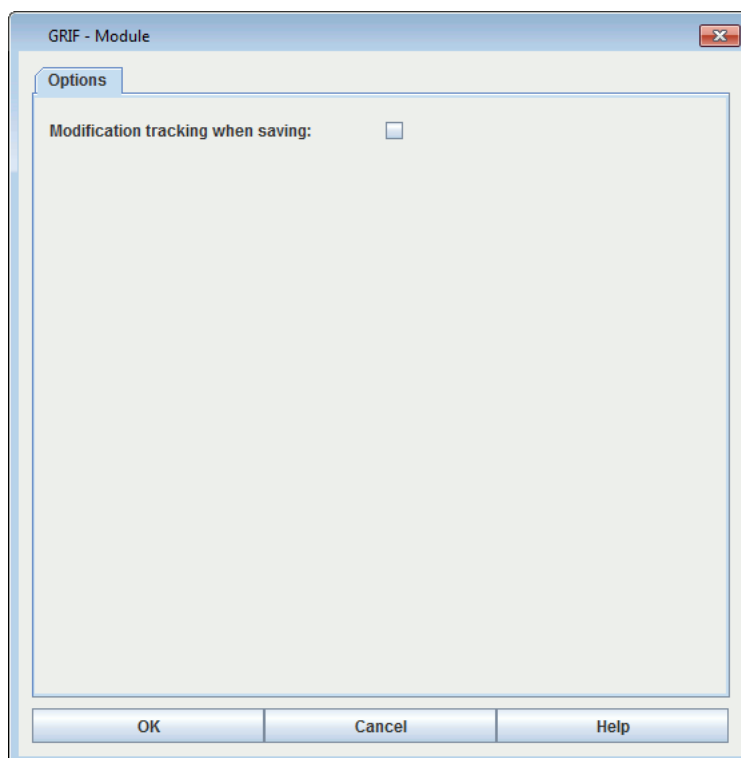 GRIF - Module
Options
Modification tracking when saving:
OK Cancel Help